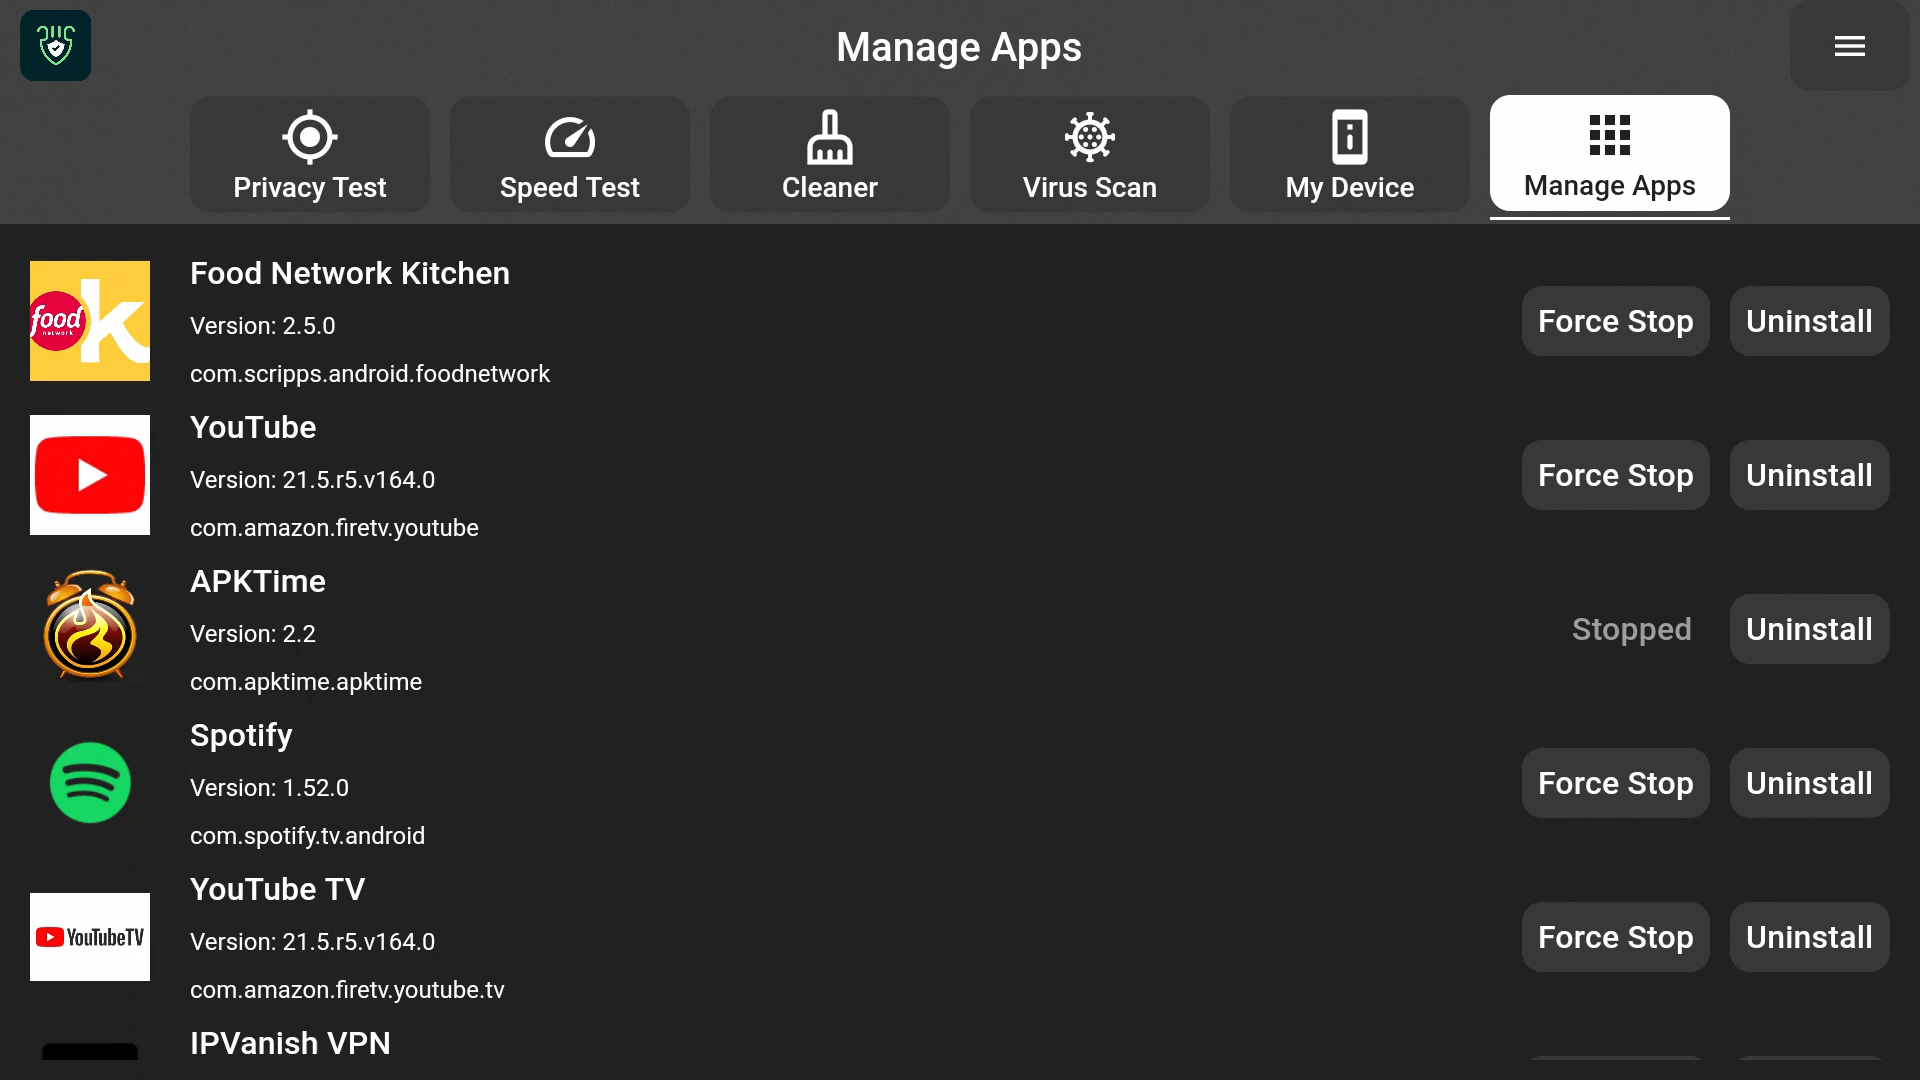 Manage Apps
Privacy Test
Speed Test
Cleaner
Virus Scan
My Device
Manage Apps
food
network
k
Food Network Kitchen
Version: 2.5.0
com.scripps.android.foodnetwork
Force Stop
Uninstall
YouTube
Version: 21.5.r5.v164.0
com.amazon.firetv.youtube
Force Stop
Uninstall
APKTime
Version: 2.2
com.apktime.apktime
Stopped
Uninstall
Spotify
Version: 1.52.0
com.spotify.tv.android
Force Stop
Uninstall
YouTubeTV
YouTube TV
Version: 21.5.r5.v164.0
com.amazon.firetv.youtube.tv
Force Stop
Uninstall
IPVanish VPN